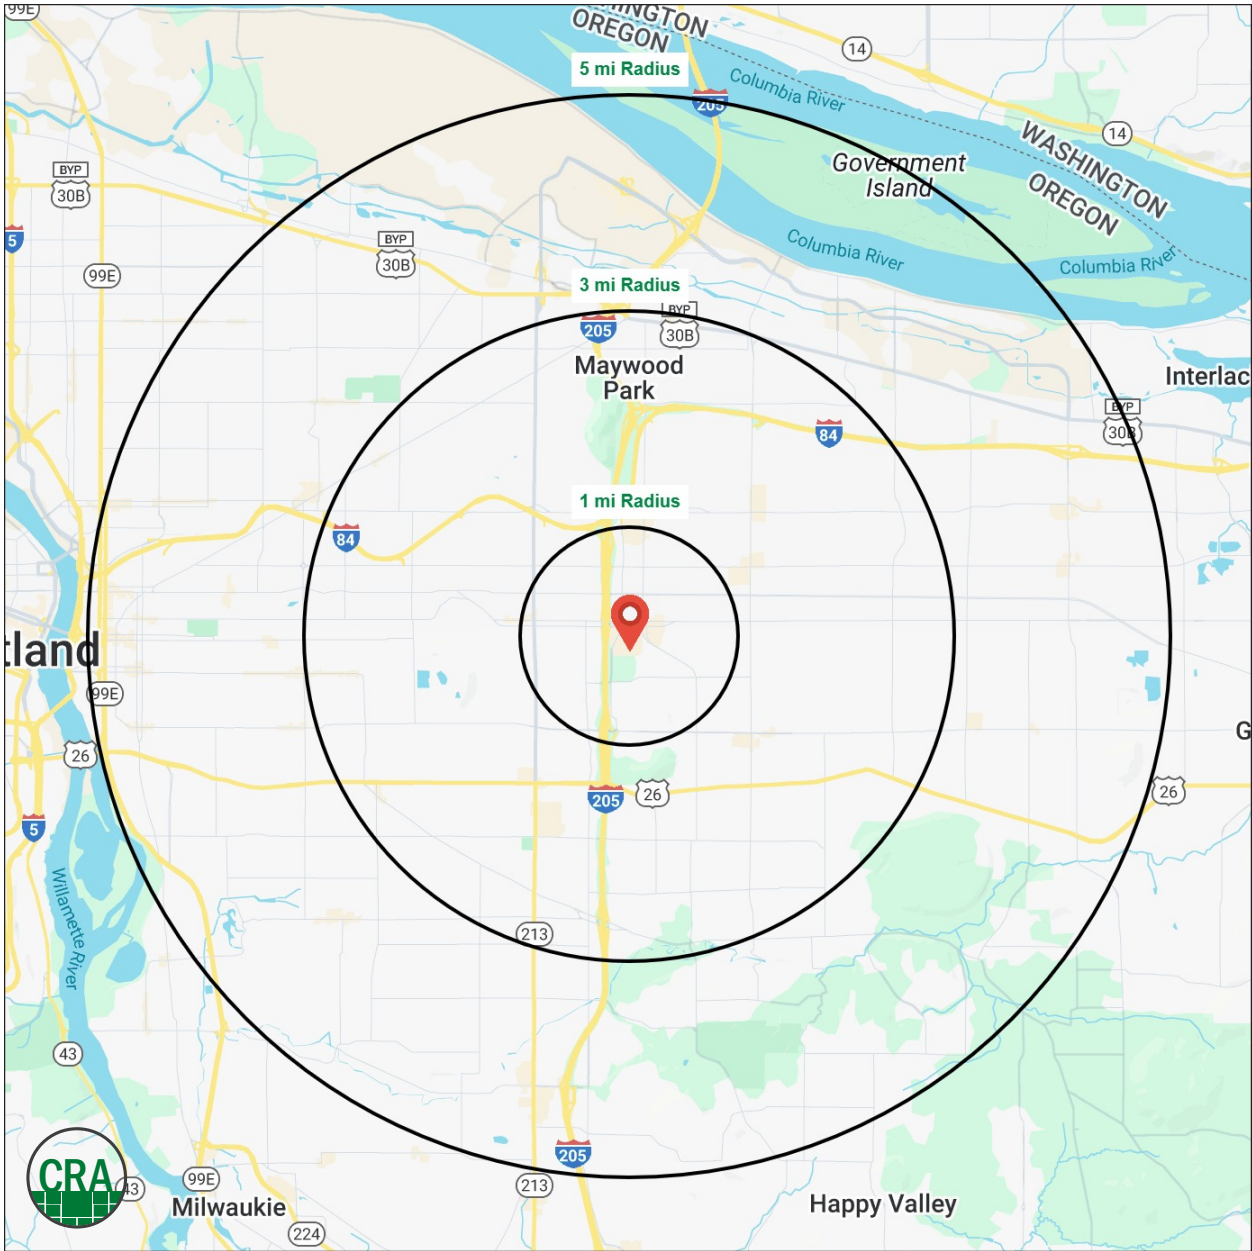 99E
WASHINGTON
OREGON
14
5 mi Radius
205
Columbia River
14
WASHINGTON
OREGON
Government
Island
BYP
30B
5
BYP
30B
99E
Columbia River
Columbia River
3 mi Radius
BYP
30B
205
Maywood
Park
Interlac
BYP
30B
84
1 mi Radius
84
tland
99E
26
G
205
26
26
5
Willamette River
213
43
205
CRA
43
99E
213
Milwaukie
Happy Valley
224